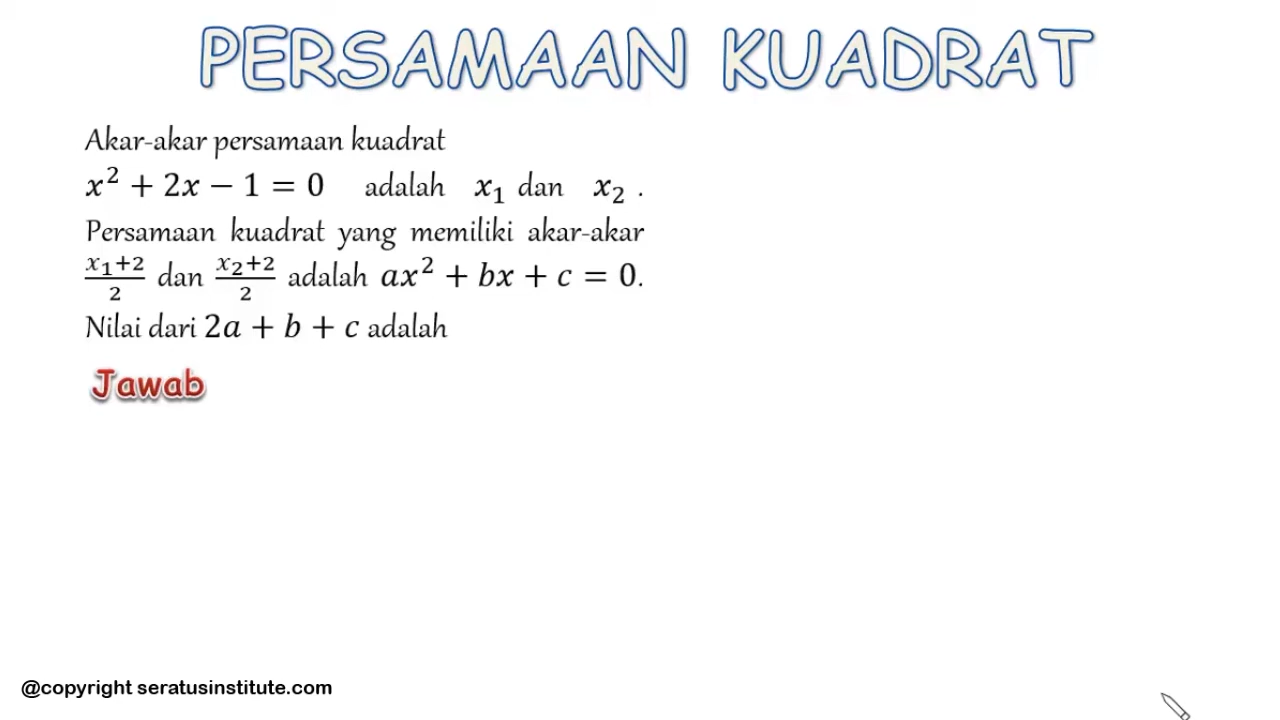 PERSAMAAN KUADRAT
Akar-akar persamaan kuadrat
x² + 2x − 1 = 0 adalah x₁ dan x₂ .
Persamaan kuadrat yang memiliki akar-akar
(x₁+2)/2 dan (x₂+2)/2 adalah ax² + bx + c = 0.
Nilai dari 2a + b + c adalah
Jawab
@copyright seratusinstitute.com